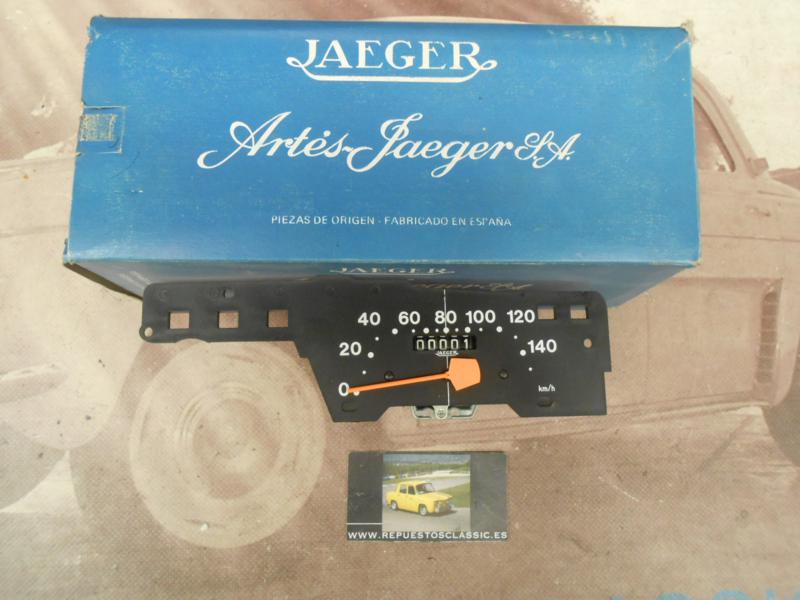 JAEGER
Artés-Jaeger S.A.
PIEZAS DE ORIGEN - FABRICADO EN ESPAÑA
JAEGER
0 20 40 60 80 100 120 140
00001
JAEGER
km/h
WWW.REPUESTOSCLASSIC.ES